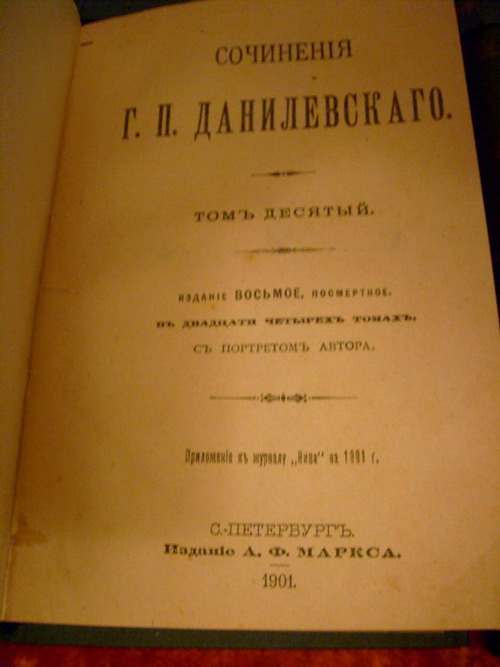 СОЧИНЕНІЯ
Г. П. ДАНИЛЕВСКАГО.
ТОМЪ ДЕСЯТЫЙ.
ИЗДАНІЕ ВОСЬМОЕ, ПОСМЕРТНОЕ,
ВЪ ДВАДЦАТИ ЧЕТЫРЕХЪ ТОМАХЪ,
СЪ ПОРТРЕТОМЪ АВТОРА.
Приложеніе къ журналу „Нива" на 1901 г.
С.-ПЕТЕРБУРГЪ.
Изданіе А. Ф. МАРКСА.
1901.